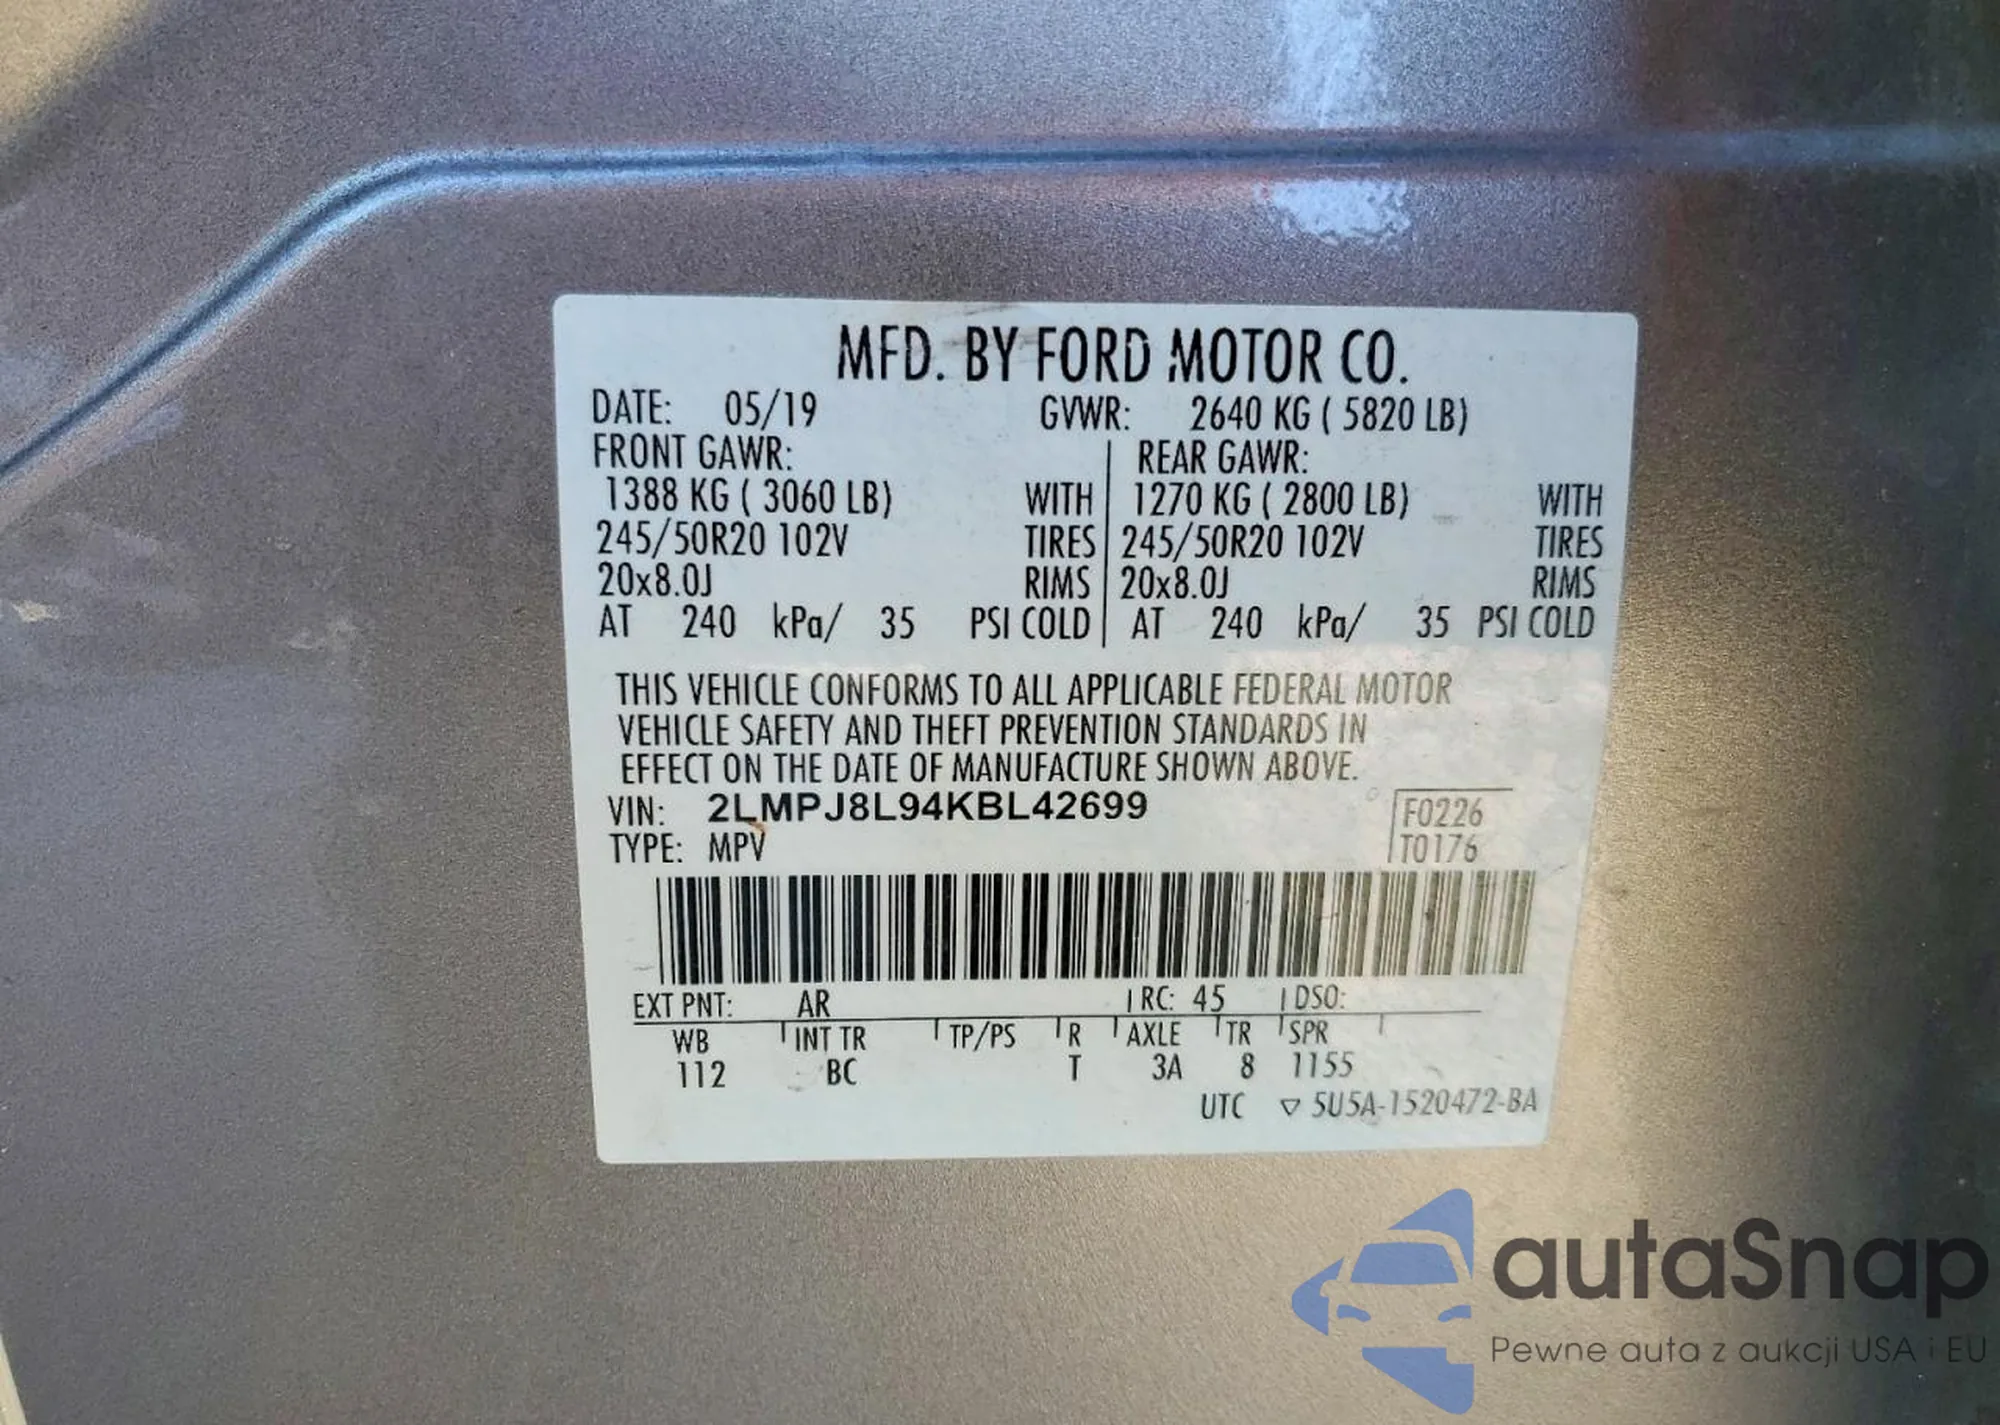 MFD. BY FORD MOTOR CO.
DATE: 05/19 GVWR: 2640 KG ( 5820 LB)
FRONT GAWR: REAR GAWR:
1388 KG ( 3060 LB) WITH 1270 KG ( 2800 LB) WITH
245/50R20 102V TIRES 245/50R20 102V TIRES
20x8.0J RIMS 20x8.0J RIMS
AT 240 kPa/ 35 PSI COLD AT 240 kPa/ 35 PSI COLD
THIS VEHICLE CONFORMS TO ALL APPLICABLE FEDERAL MOTOR
VEHICLE SAFETY AND THEFT PREVENTION STANDARDS IN
EFFECT ON THE DATE OF MANUFACTURE SHOWN ABOVE.
VIN: 2LMPJ8L94KBL42699 F0226
TYPE: MPV T0176
EXT PNT: AR RC: 45 DSO:
WB INT TR TP/PS R AXLE TR SPR
112 BC T 3A 8 1155
UTC ▽ 5U5A-1520472-BA
autaSnap
Pewne auta z aukcji USA i EU